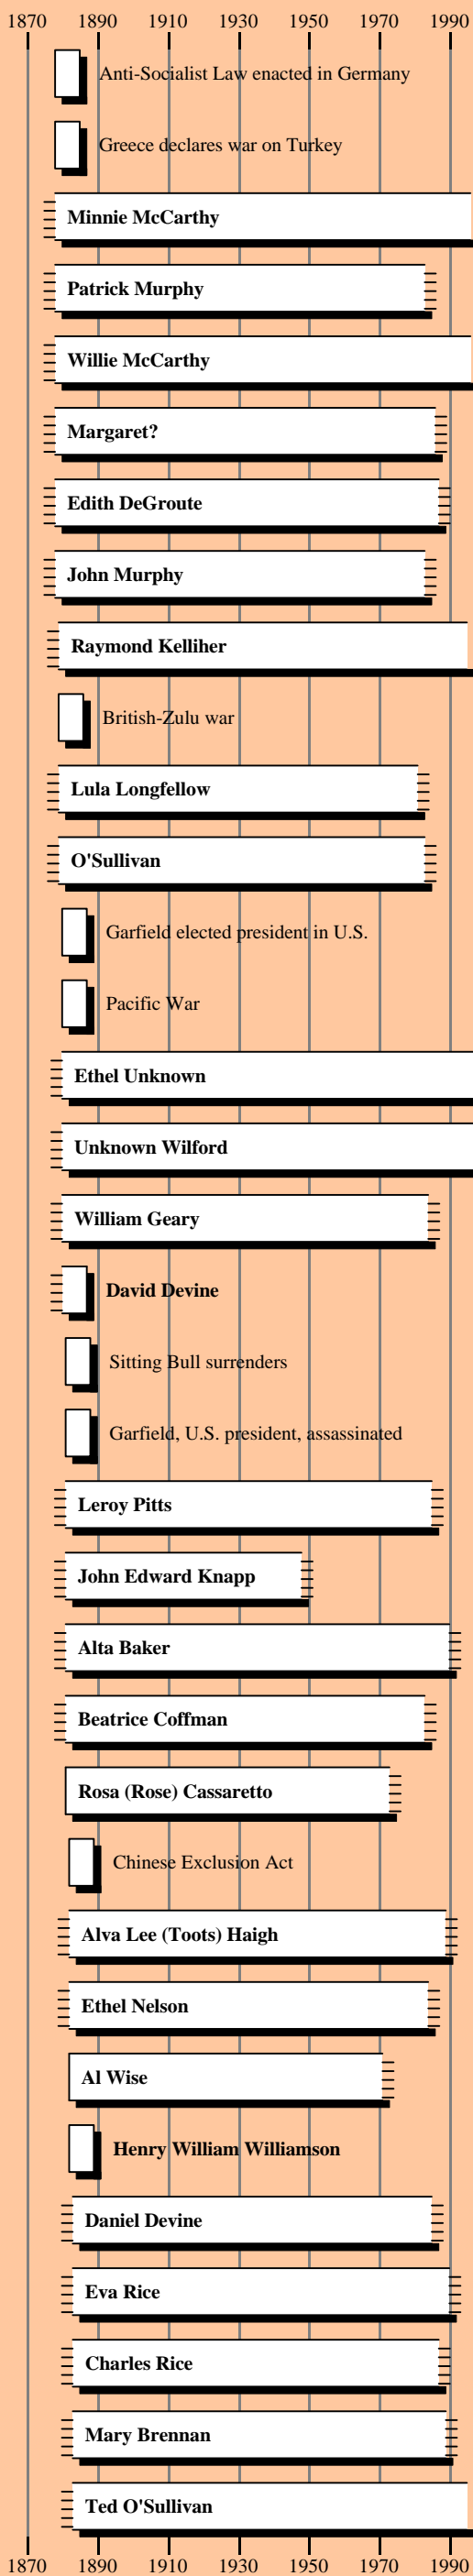 1870 1890 1910 1930 1950 1970 1990
Anti-Socialist Law enacted in Germany
Greece declares war on Turkey
Minnie McCarthy
Patrick Murphy
Willie McCarthy
Margaret?
Edith DeGroute
John Murphy
Raymond Kelliher
British-Zulu war
Lula Longfellow
O'Sullivan
Garfield elected president in U.S.
Pacific War
Ethel Unknown
Unknown Wilford
William Geary
David Devine
Sitting Bull surrenders
Garfield, U.S. president, assassinated
Leroy Pitts
John Edward Knapp
Alta Baker
Beatrice Coffman
Rosa (Rose) Cassaretto
Chinese Exclusion Act
Alva Lee (Toots) Haigh
Ethel Nelson
Al Wise
Henry William Williamson
Daniel Devine
Eva Rice
Charles Rice
Mary Brennan
Ted O'Sullivan
1870 1890 1910 1930 1950 1970 1990